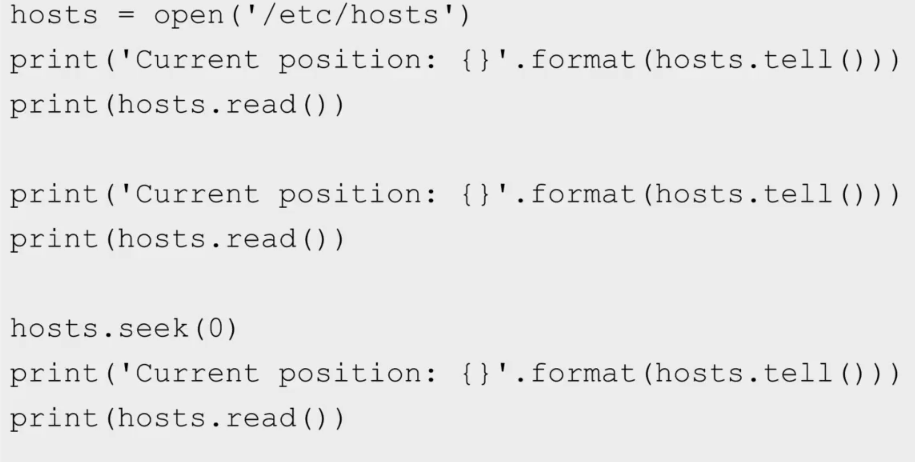 hosts = open('/etc/hosts')
print('Current position: {}'.format(hosts.tell()))
print(hosts.read())
print('Current position: {}'.format(hosts.tell()))
print(hosts.read())
hosts.seek(0)
print('Current position: {}'.format(hosts.tell()))
print(hosts.read())